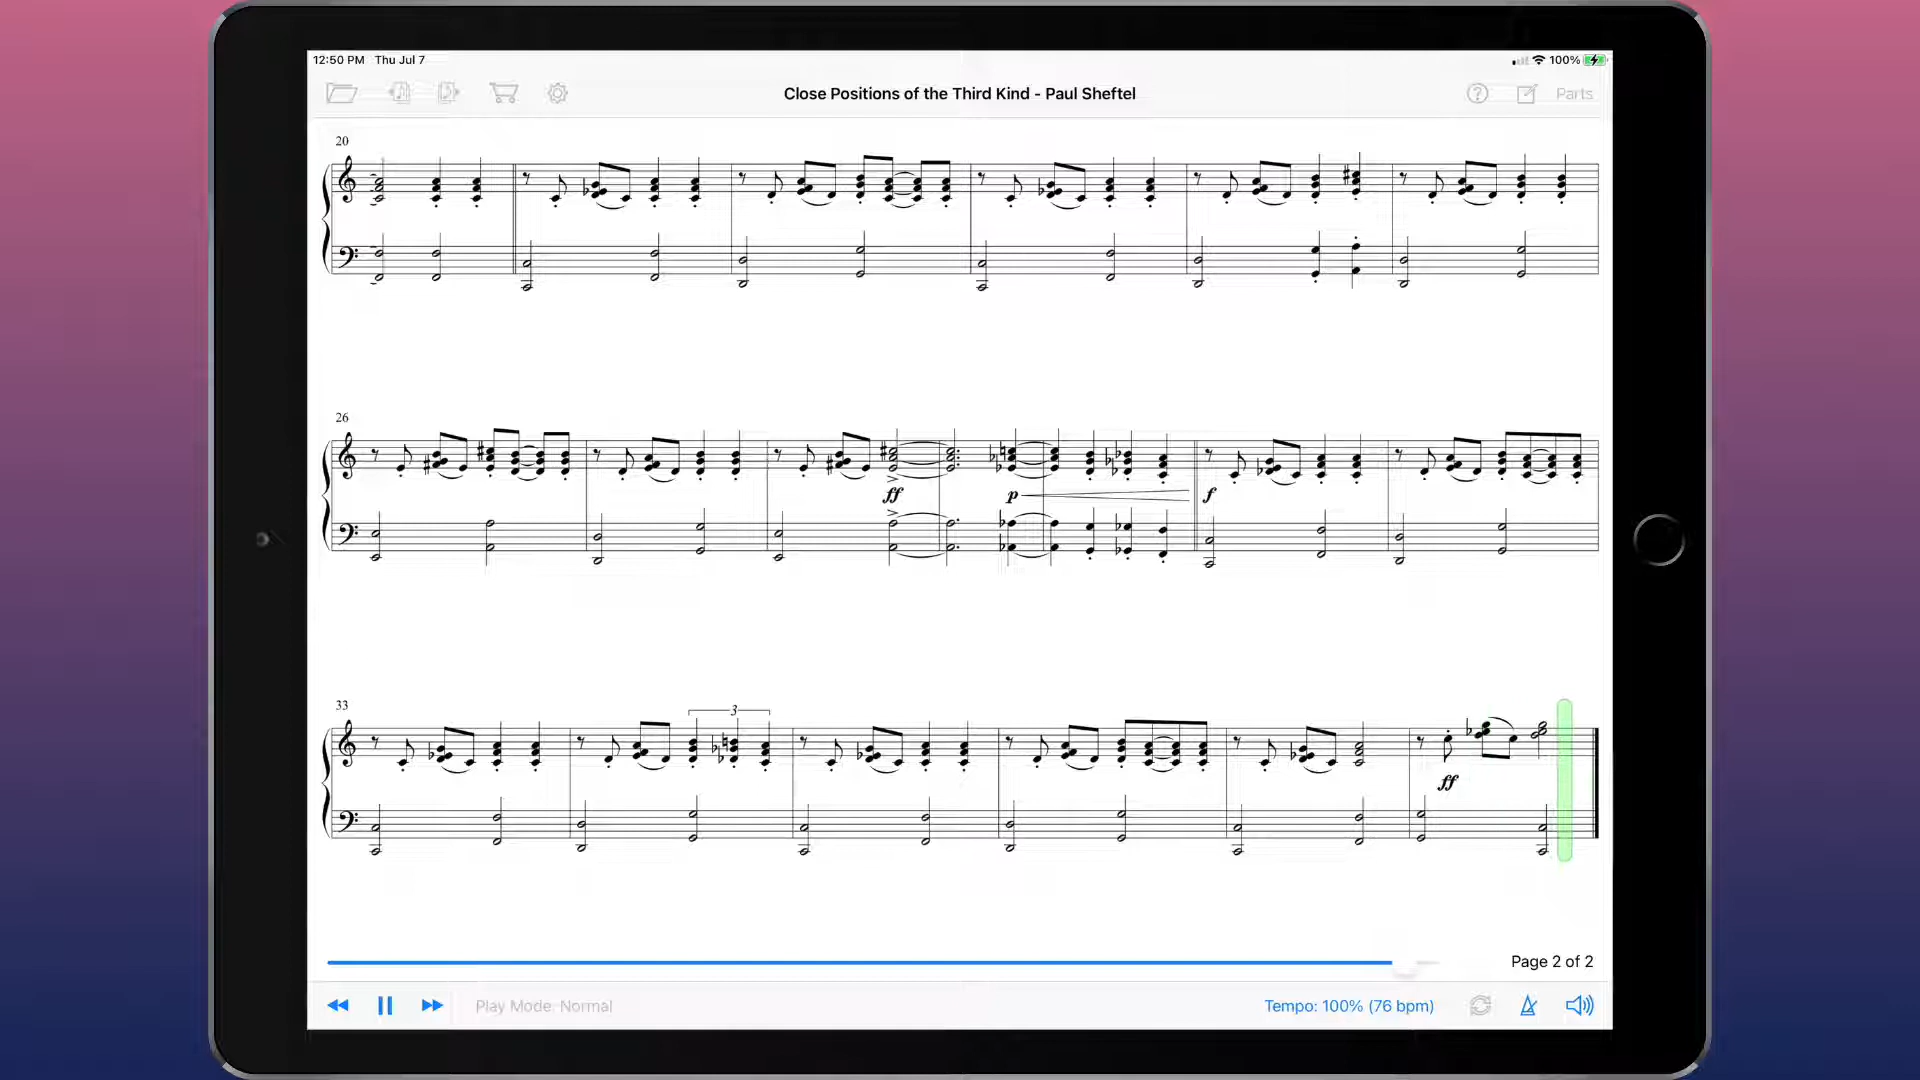 12:50 PM Thu Jul 7 100%
Close Positions of the Third Kind - Paul Sheftel Parts
20
26
ff p f
33
3
ff
Page 2 of 2
Play Mode: Normal Tempo: 100% (76 bpm)